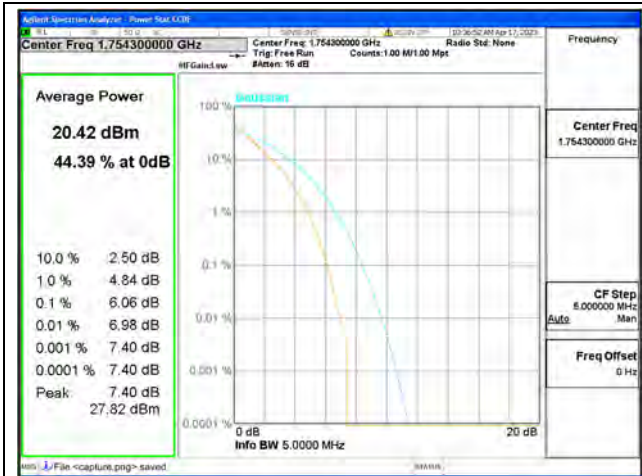 Agilent Spectrum Analyzer - Power Stat CCDF
Center Freq 1.754300000 GHz
Center Freq: 1.754300000 GHz
Radio Std: None
10:36:52 AM Apr 17, 2023
Trig: Free Run
Counts:1.00 M/1.00 Mpt
#IFGain:Low
#Atten: 16 dB
Frequency
Average Power
20.42 dBm
44.39 % at 0dB
10.0 % 2.50 dB
1.0 % 4.84 dB
0.1 % 6.06 dB
0.01 % 6.98 dB
0.001 % 7.40 dB
0.0001 % 7.40 dB
Peak 7.40 dB
27.82 dBm
Gaussian
100 %
10 %
1 %
0.1 %
0.01 %
0.001 %
0.0001 %
0 dB
20 dB
Info BW 5.0000 MHz
Center Freq
1.754300000 GHz
CF Step
5.000000 MHz
Auto Man
Freq Offset
0 Hz
MSG File <capture.png> saved
STATUS